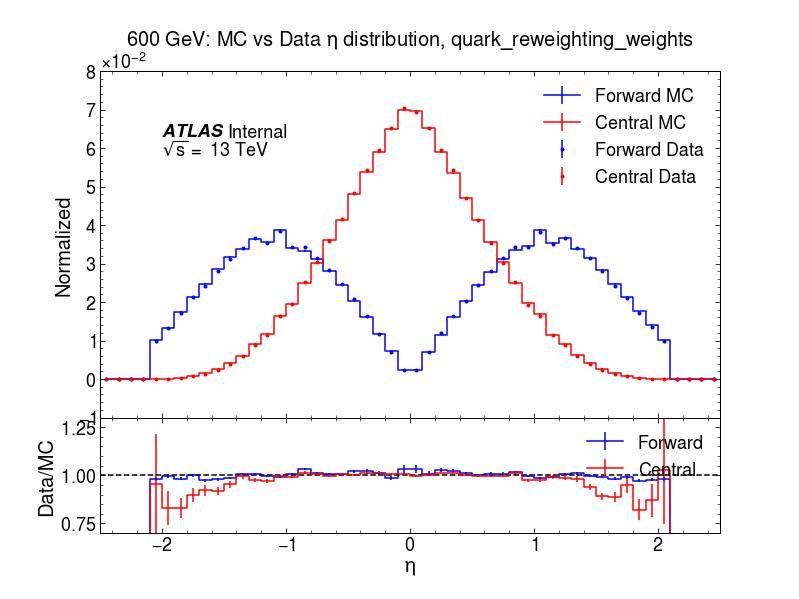 600 GeV: MC vs Data η distribution, quark_reweighting_weights
×10⁻²
8
7
6
5
4
3
2
1
0
−1
Normalized
ATLAS Internal
√s = 13 TeV
Forward MC
Central MC
Forward Data
Central Data
1.25
1.00
0.75
Data/MC
Forward
Central
−2
−1
0
1
2
η